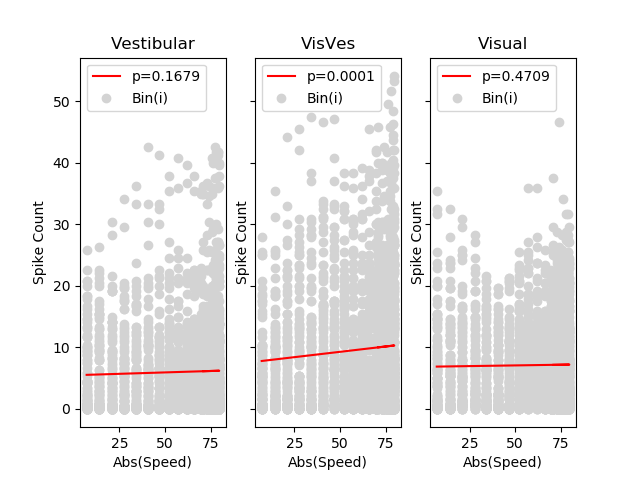 Vestibular
VisVes
Visual
p=0.1679
Bin(i)
p=0.0001
Bin(i)
p=0.4709
Bin(i)
50
40
30
20
10
0
Spike Count
Spike Count
Spike Count
25 50 75
25 50 75
25 50 75
Abs(Speed)
Abs(Speed)
Abs(Speed)